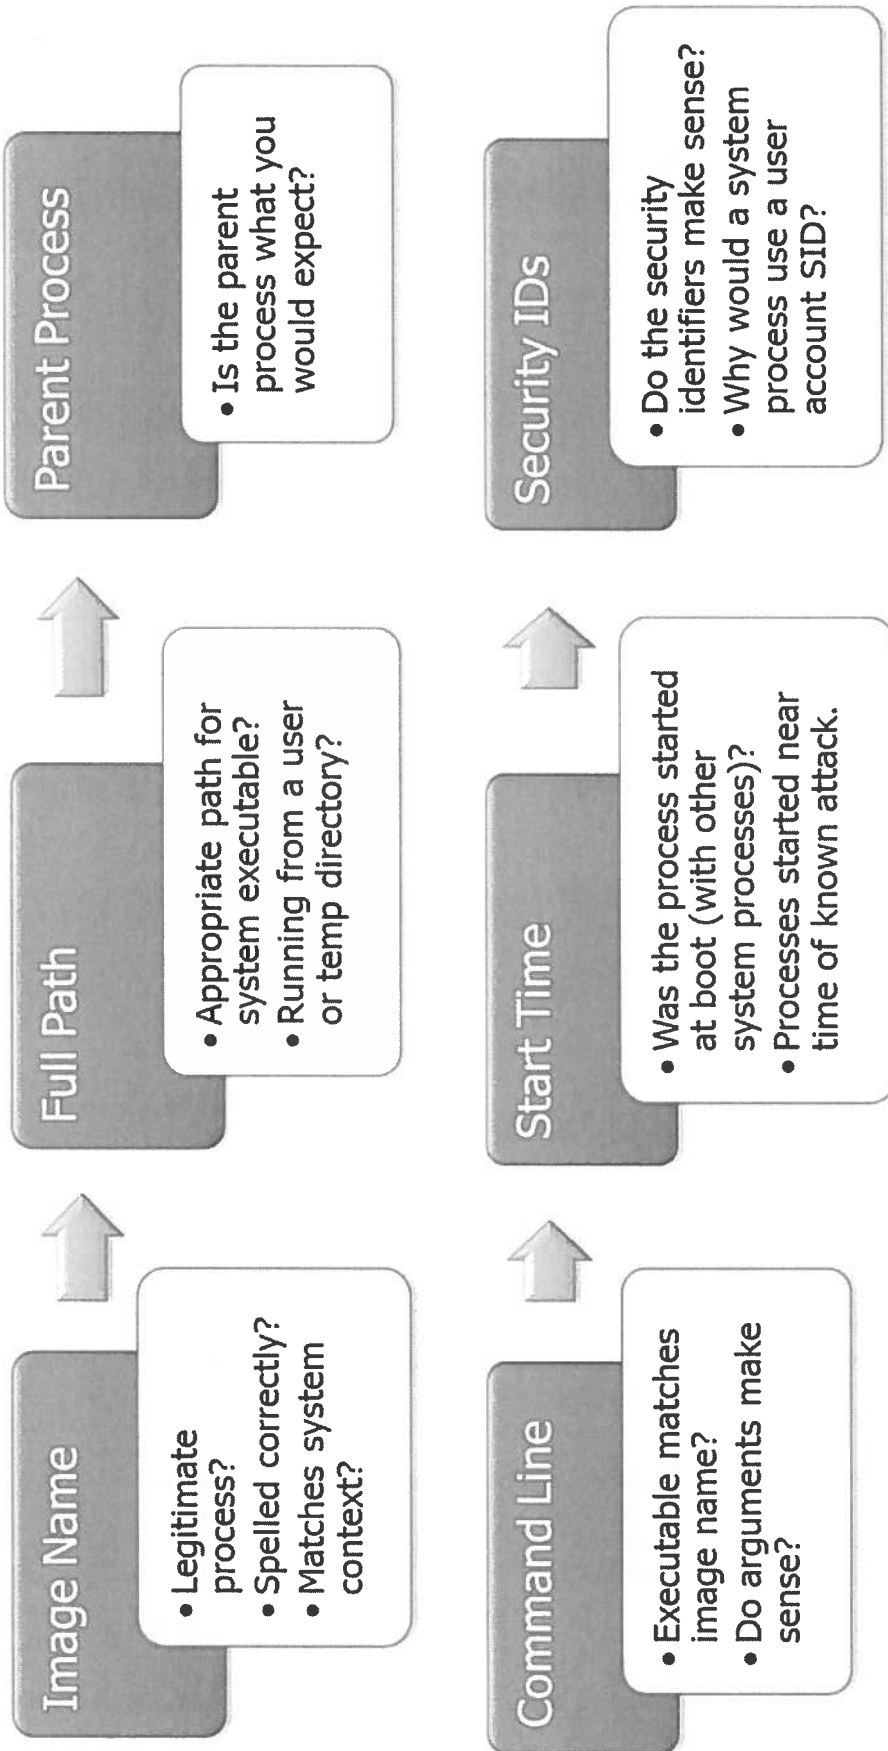 Image Name
• Legitimate
process?
• Spelled correctly?
• Matches system
context?
Full Path
• Appropriate path for
system executable?
• Running from a user
or temp directory?
Parent Process
• Is the parent
process what you
would expect?
Command Line
• Executable matches
image name?
• Do arguments make
sense?
Start Time
• Was the process started
at boot (with other
system processes)?
• Processes started near
time of known attack.
Security IDs
• Do the security
identifiers make sense?
• Why would a system
process use a user
account SID?